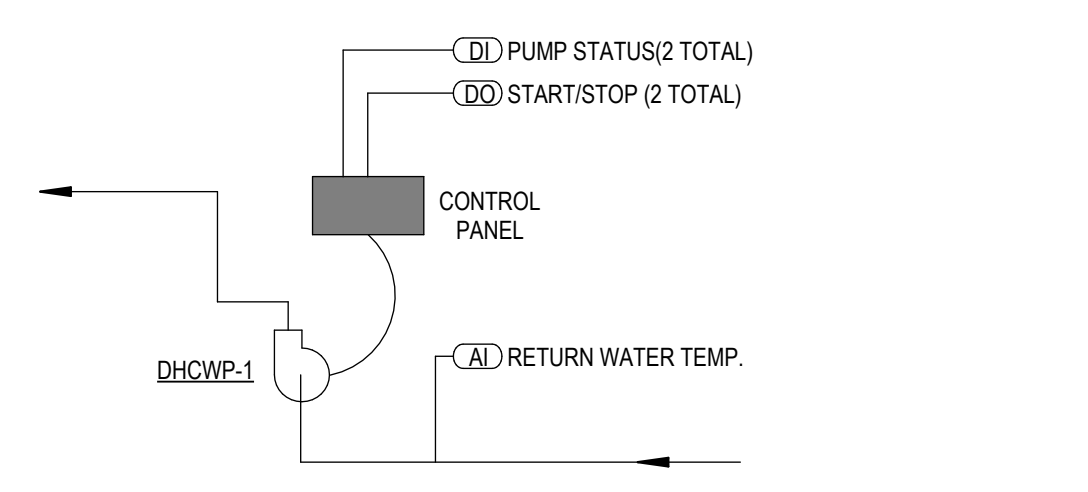 DI PUMP STATUS(2 TOTAL)
DO START/STOP (2 TOTAL)
CONTROL
PANEL
DHCWP-1
AI RETURN WATER TEMP.